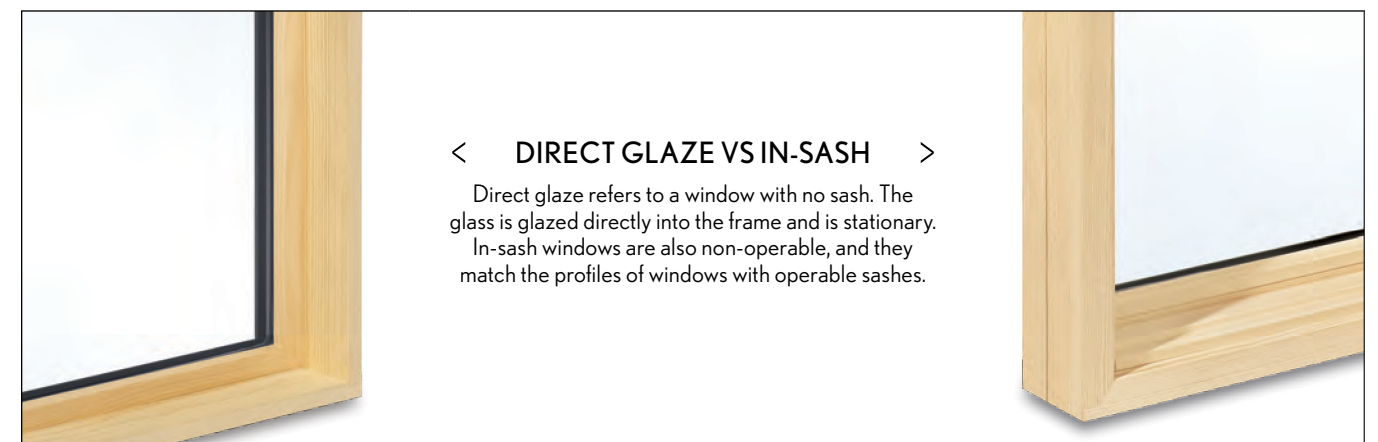 < DIRECT GLAZE VS IN-SASH >
Direct glaze refers to a window with no sash. The
glass is glazed directly into the frame and is stationary.
In-sash windows are also non-operable, and they
match the profiles of windows with operable sashes.